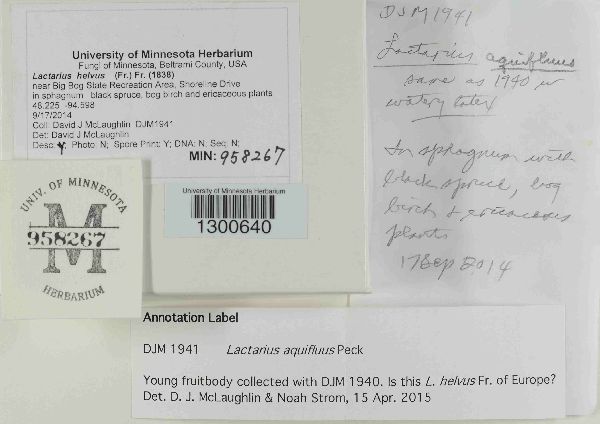 University of Minnesota Herbarium
Fungi of Minnesota, Beltrami County, USA
Lactarius helvus (Fr.) Fr. (1838)
near Big Bog State Recreation Area, Shoreline Drive
in sphagnum black spruce, bog birch and ericaceous plants
48.225 -94.598
9/17/2014
Coll: David J McLaughlin DJM1941
Det: David J McLaughlin
Desc: Y; Photo: N; Spore Print: Y; DNA: N; Seq: N;
MIN: 958267
UNIV. OF MINNESOTA
M
958267
HERBARIUM
University of Minnesota Herbarium
1300640
DJM 1941
Lactarius aquifluus
same as 1940 w
watery latex
In sphagnum with
black spruce, bog
birch & ericaceous
plants
17 Sep 2014
Annotation Label
DJM 1941 Lactarius aquifluus Peck
Young fruitbody collected with DJM 1940. Is this L. helvus Fr. of Europe?
Det. D. J. McLaughlin & Noah Strom, 15 Apr. 2015